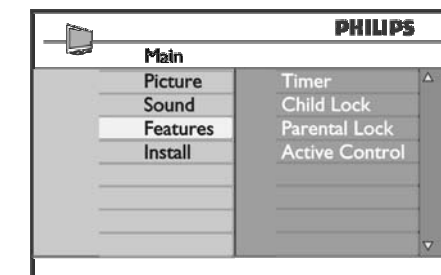 PHILIPS
Main
Picture
Sound
Features
Install
Timer
Child Lock
Parental Lock
Active Control